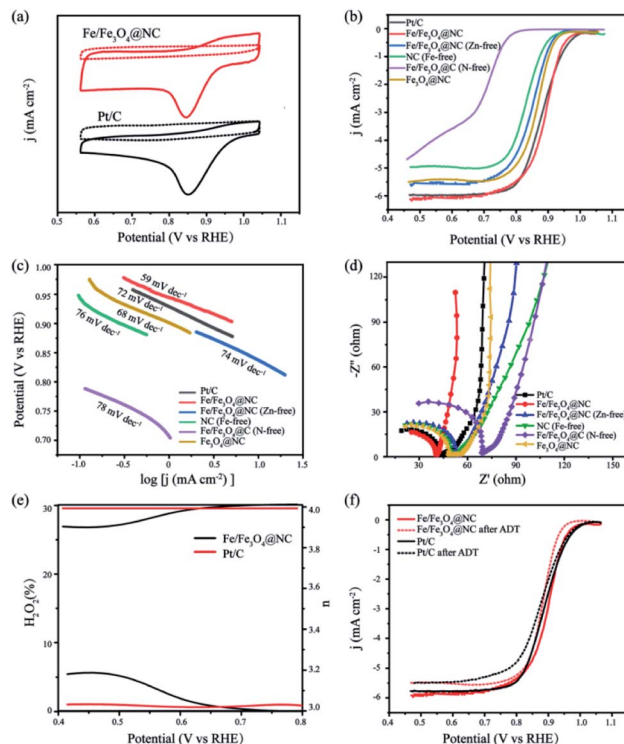 (a)
Fe/Fe₃O₄@NC
Pt/C
j (mA cm⁻²)
0.5 0.6 0.7 0.8 0.9 1.0 1.1
Potential (V vs RHE)
(b)
Pt/C
Fe/Fe₃O₄@NC
Fe/Fe₃O₄@NC (Zn-free)
NC (Fe-free)
Fe/Fe₃O₄@C (N-free)
Fe₃O₄@NC
j (mA cm⁻²)
0
-1
-2
-3
-4
-5
-6
0.4 0.5 0.6 0.7 0.8 0.9 1.0 1.1
Potential (V vs RHE)
(c)
Potential (V vs RHE)
1.00
0.95
0.90
0.85
0.80
0.75
0.70
59 mV dec⁻¹
72 mV dec⁻¹
68 mV dec⁻¹
76 mV dec⁻¹
74 mV dec⁻¹
78 mV dec⁻¹
Pt/C
Fe/Fe₃O₄@NC
Fe/Fe₃O₄@NC (Zn-free)
NC (Fe-free)
Fe/Fe₃O₄@C (N-free)
Fe₃O₄@NC
-1.0 -0.5 0.0 0.5 1.0 1.5
log [j (mA cm⁻²) ]
(d)
-Z'' (ohm)
120
90
60
30
0
Pt/C
Fe/Fe₃O₄@NC
Fe/Fe₃O₄@NC (Zn-free)
NC (Fe-free)
Fe/Fe₃O₄@C (N-free)
Fe₃O₄@NC
0 30 60 90 120 150
Z' (ohm)
(e)
H₂O₂(%)
30
20
10
0
Fe/Fe₃O₄@NC
Pt/C
4.0
3.8
3.6
3.4
3.2
3.0
n
0.4 0.5 0.6 0.7 0.8
Potential (V vs RHE)
(f)
Fe/Fe₃O₄@NC
Fe/Fe₃O₄@NC after ADT
Pt/C
Pt/C after ADT
j (mA cm⁻²)
0
-1
-2
-3
-4
-5
-6
0.4 0.5 0.6 0.7 0.8 0.9 1.0 1.1
Potential (V vs RHE)